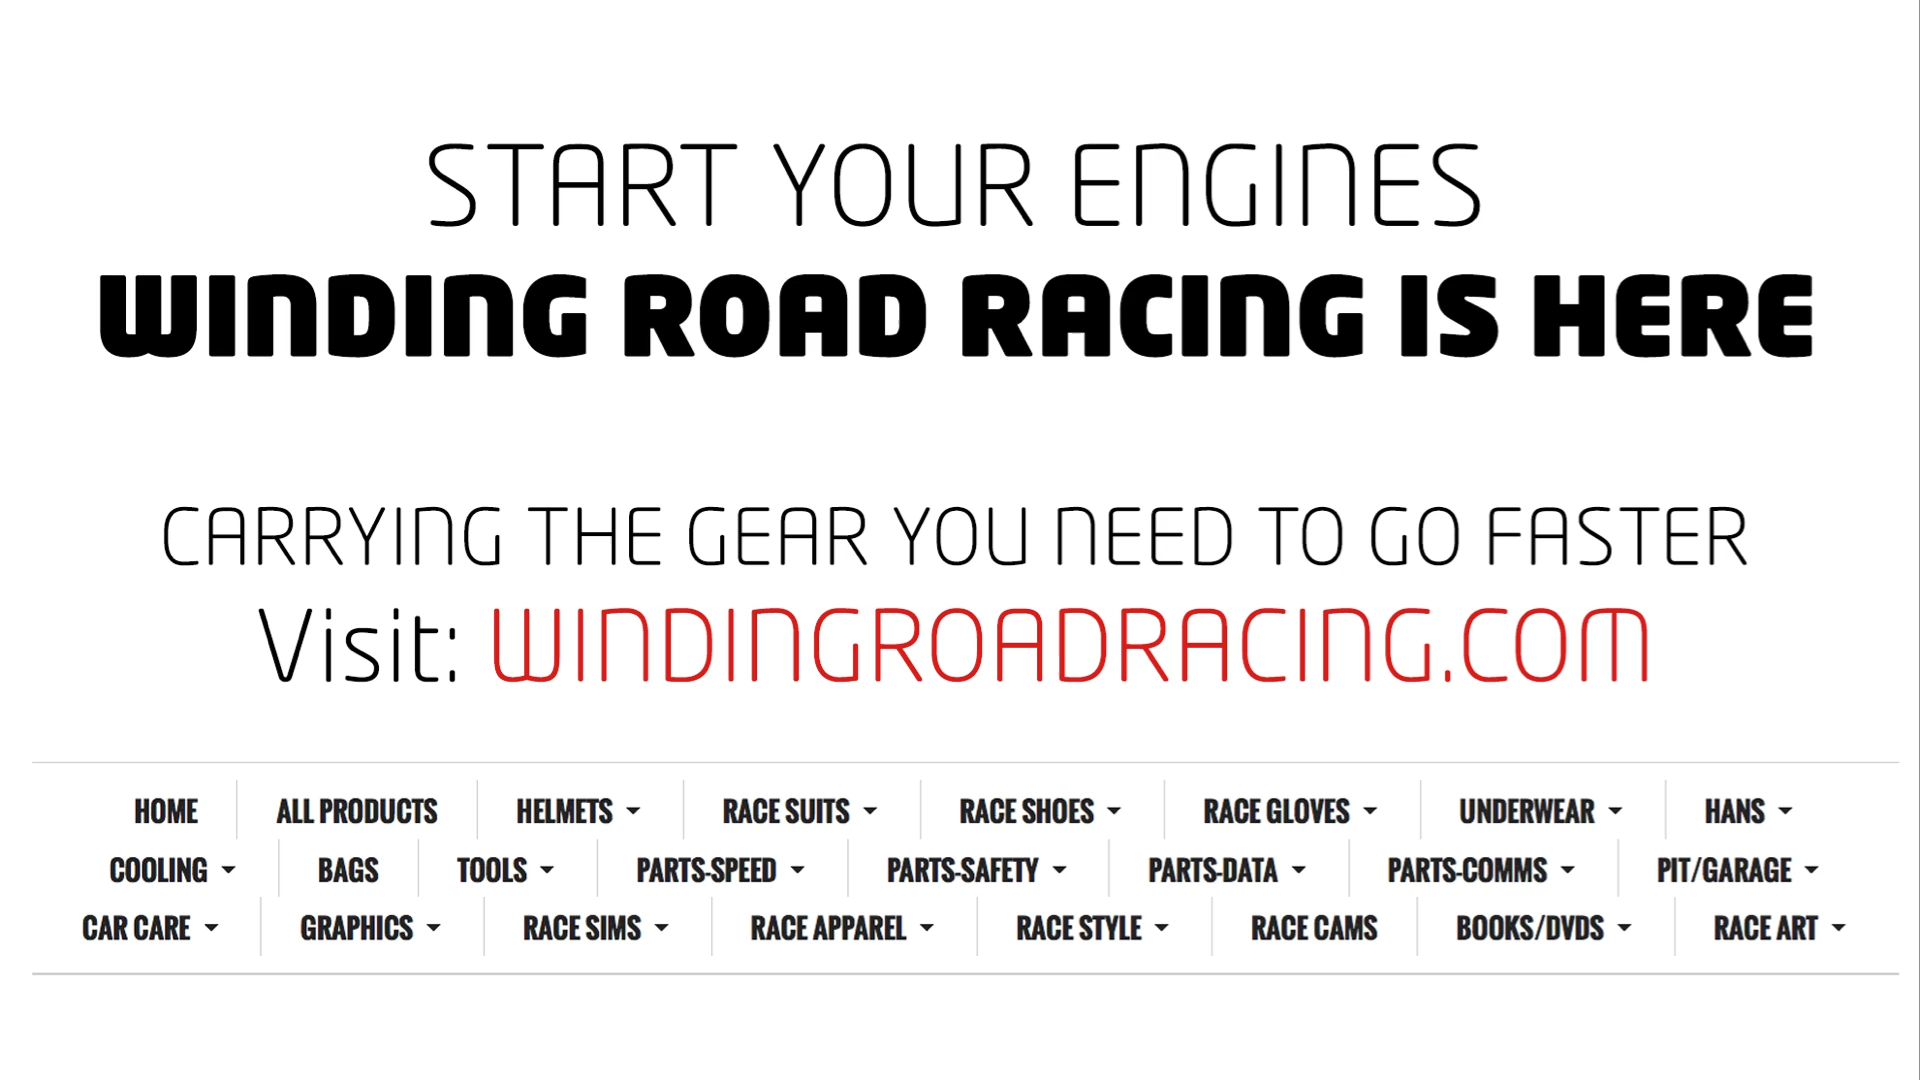 START YOUR ENGINES
WINDING ROAD RACING IS HERE
CARRYING THE GEAR YOU NEED TO GO FASTER
Visit: WINDINGROADRACING.COM
HOME ALL PRODUCTS HELMETS RACE SUITS RACE SHOES RACE GLOVES UNDERWEAR HANS
COOLING BAGS TOOLS PARTS-SPEED PARTS-SAFETY PARTS-DATA PARTS-COMMS PIT/GARAGE
CAR CARE GRAPHICS RACE SIMS RACE APPAREL RACE STYLE RACE CAMS BOOKS/DVDS RACE ART